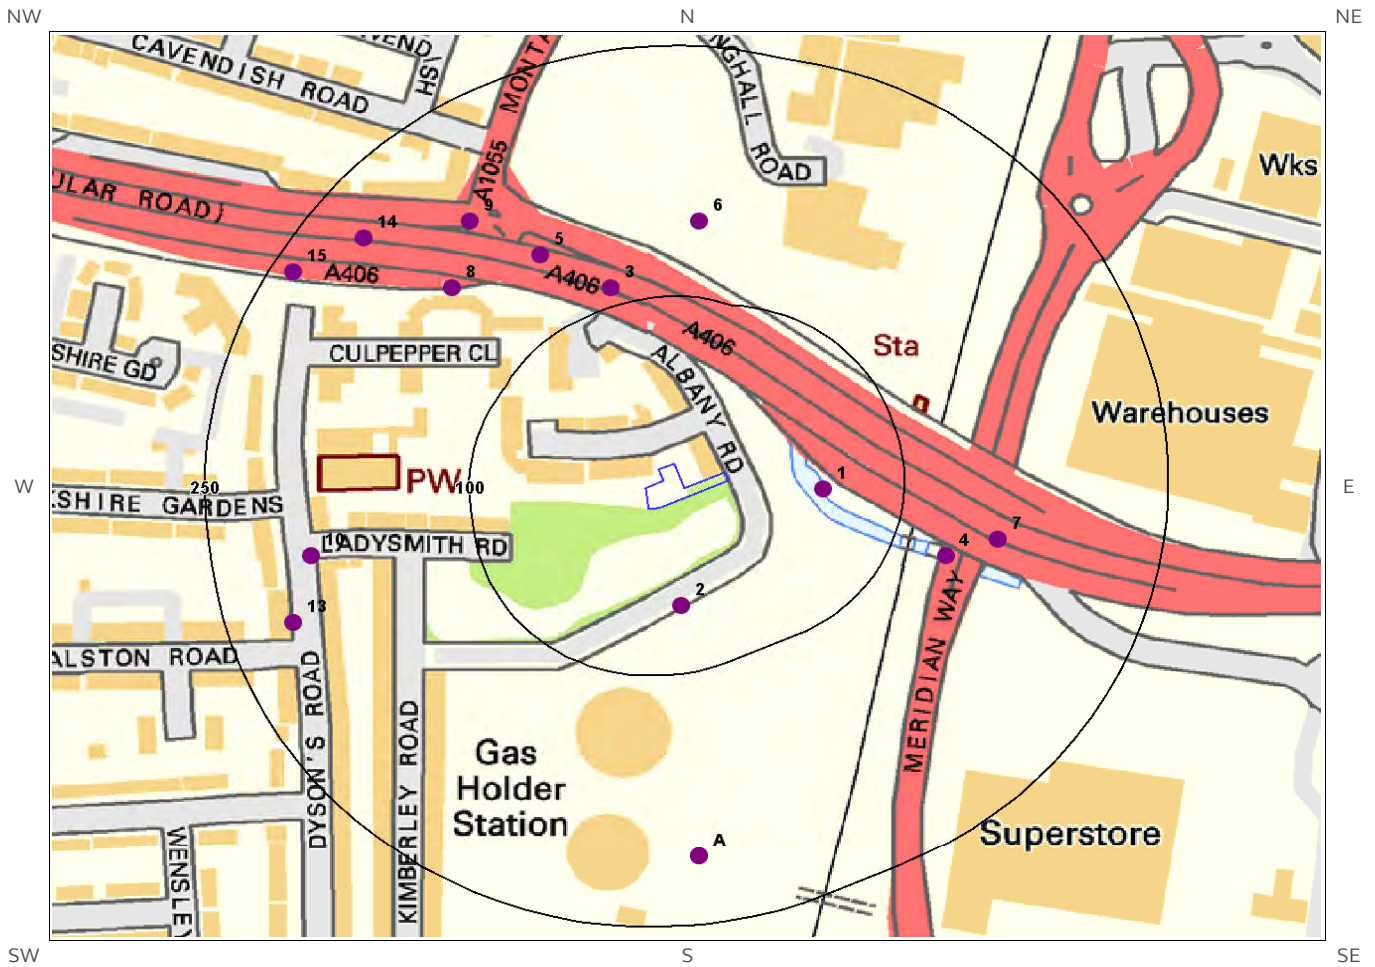 NW
N
NE
CAVENDISH ROAD
MONTA
NGHALL ROAD
Wks
A1055
ULAR ROAD)
9
6
14
5
15
A406
8
A406
3
A406
Sta
SHIRE GD
CULPEPPER CL
ALBANY RD
Warehouses
W
250
PW
100
1
E
SHIRE GARDENS
7
LADYSMITH RD
4
2
13
ALSTON ROAD
DYSON'S ROAD
KIMBERLEY ROAD
MERIDIAN WAY
Gas
Holder
Station
Superstore
A
WENSLEY
SW
S
SE